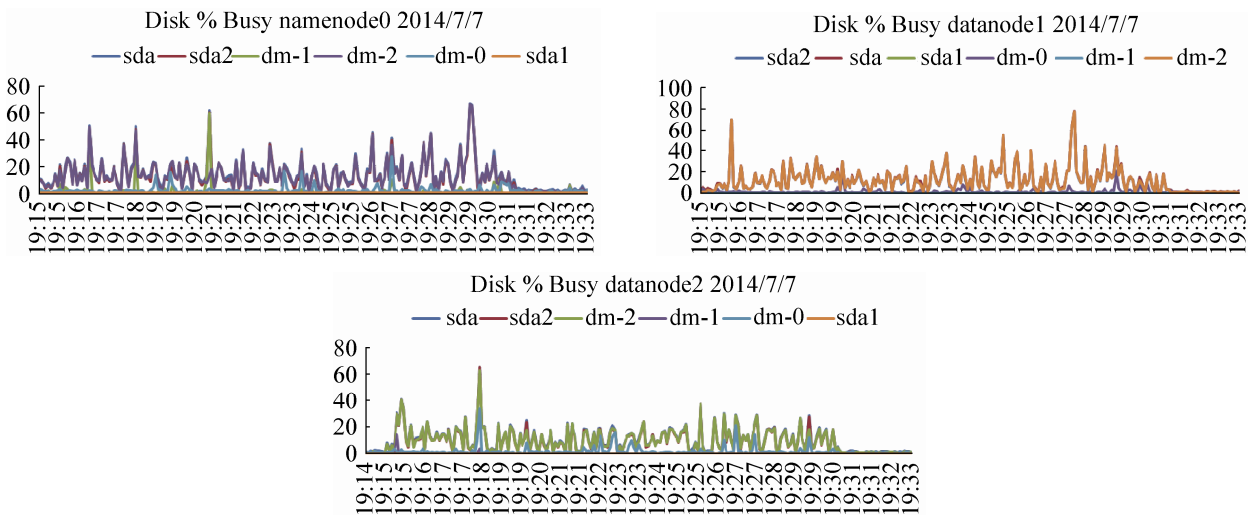 Disk % Busy namenode0 2014/7/7
sda sda2 dm-1 dm-2 dm-0 sda1
80
60
40
20
0
19:15 19:15 19:16 19:17 19:17 19:18 19:19 19:19 19:20 19:21 19:21 19:22 19:23 19:23 19:24 19:25 19:25 19:26 19:27 19:27 19:28 19:29 19:29 19:30 19:31 19:31 19:32 19:33 19:33
Disk % Busy datanode1 2014/7/7
sda2 sda sda1 dm-0 dm-1 dm-2
100
80
60
40
20
0
19:15 19:15 19:16 19:17 19:17 19:18 19:19 19:19 19:20 19:21 19:21 19:22 19:23 19:23 19:24 19:25 19:25 19:26 19:27 19:27 19:28 19:29 19:29 19:30 19:31 19:31 19:32 19:33 19:33
Disk % Busy datanode2 2014/7/7
sda sda2 dm-2 dm-1 dm-0 sda1
80
60
40
20
0
19:14 19:15 19:15 19:16 19:17 19:17 19:18 19:19 19:19 19:20 19:21 19:21 19:22 19:23 19:23 19:24 19:25 19:25 19:26 19:27 19:27 19:28 19:29 19:29 19:30 19:31 19:31 19:32 19:33 19:33